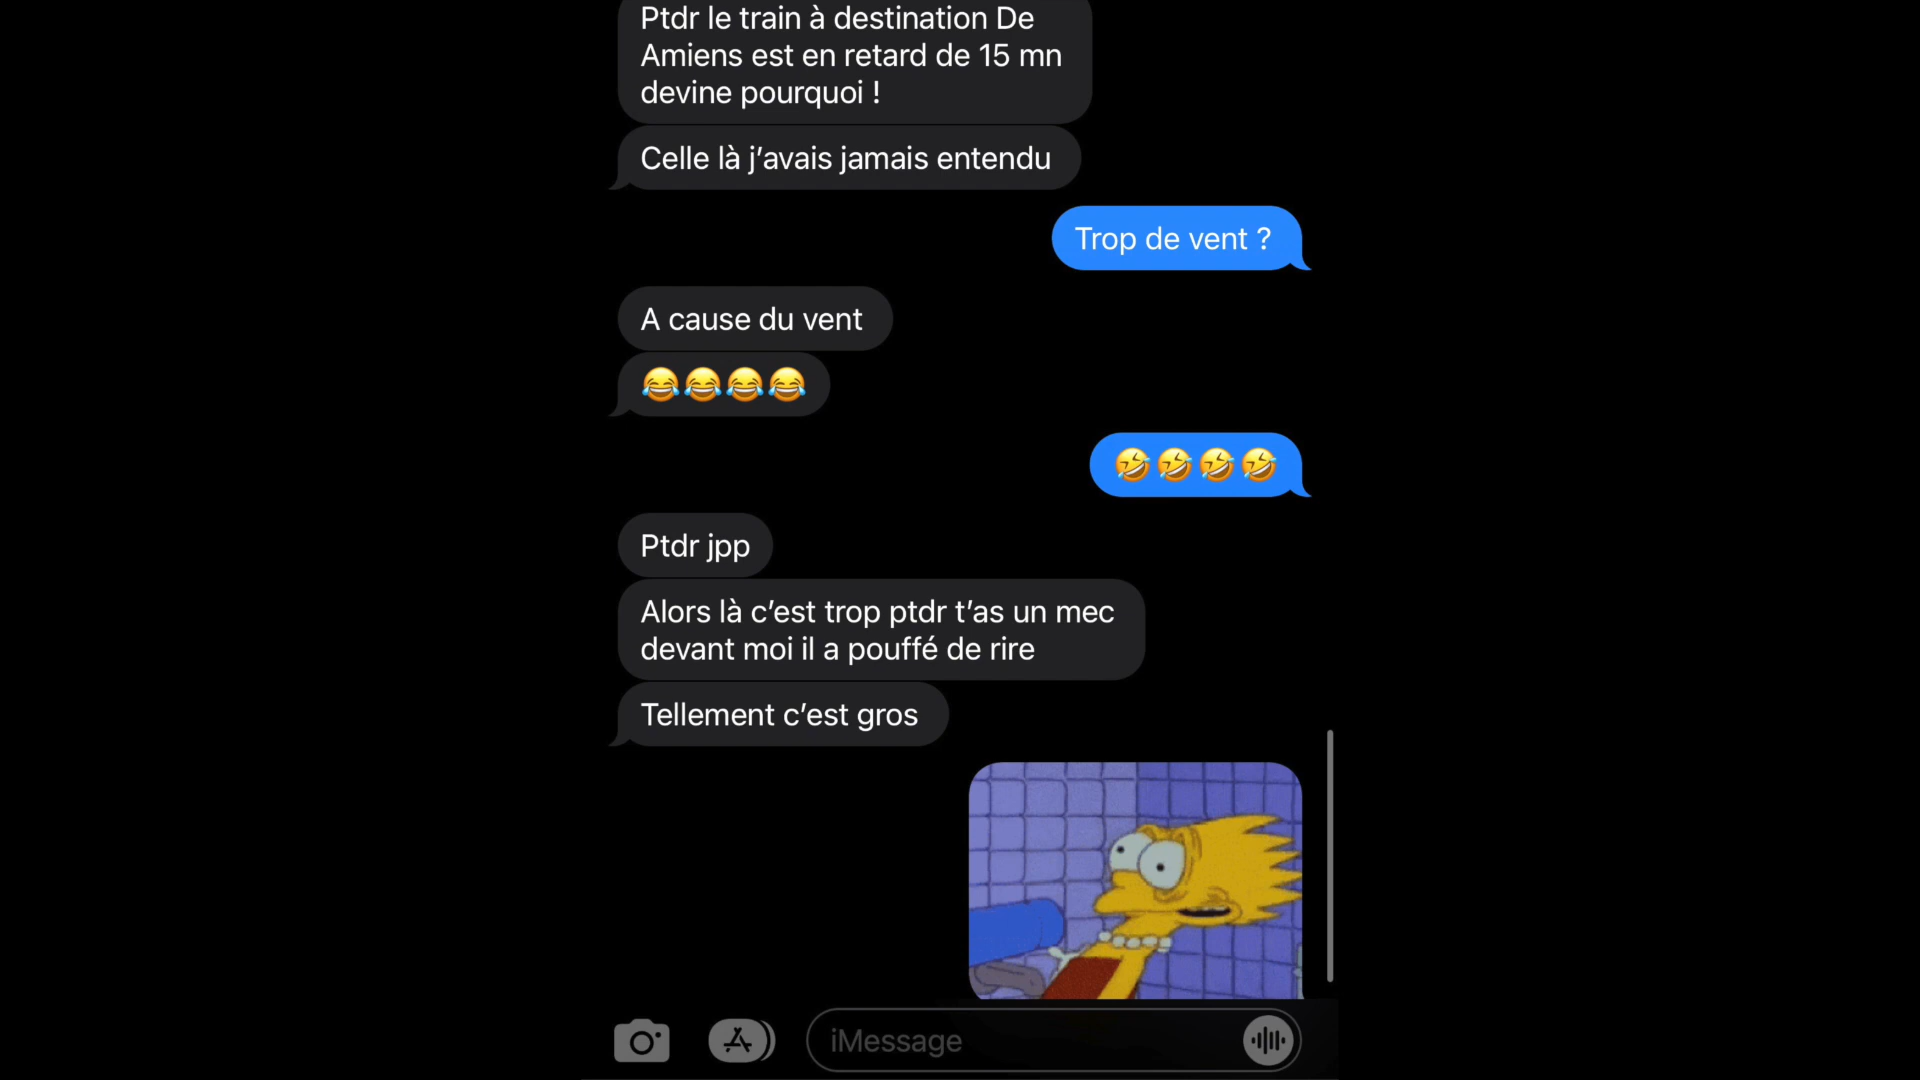 Ptdr le train à destination De
Amiens est en retard de 15 mn
devine pourquoi !
Celle là j’avais jamais entendu
Trop de vent ?
A cause du vent
😂😂😂😂
🤣🤣🤣🤣
Ptdr jpp
Alors là c’est trop ptdr t’as un mec
devant moi il a pouffé de rire
Tellement c’est gros
iMessage